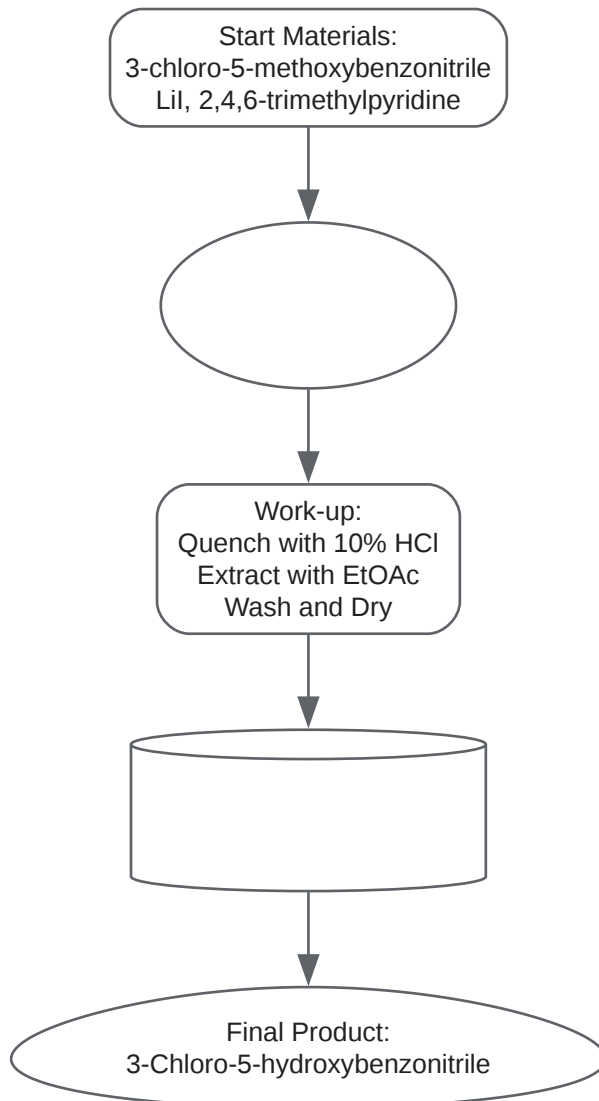 Start Materials:
3-chloro-5-methoxybenzonitrile
LiI, 2,4,6-trimethylpyridine
Work-up:
Quench with 10% HCl
Extract with EtOAc
Wash and Dry
Final Product:
3-Chloro-5-hydroxybenzonitrile